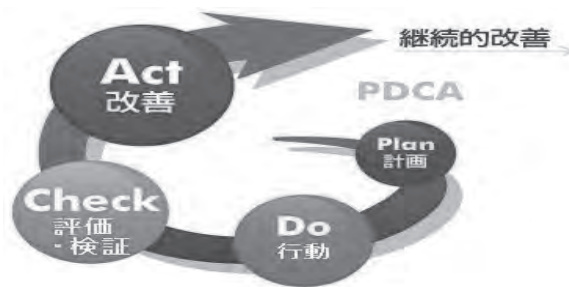 継続的改善
PDCA
Plan
計画
Do
行動
Check
評価
・検証
Act
改善